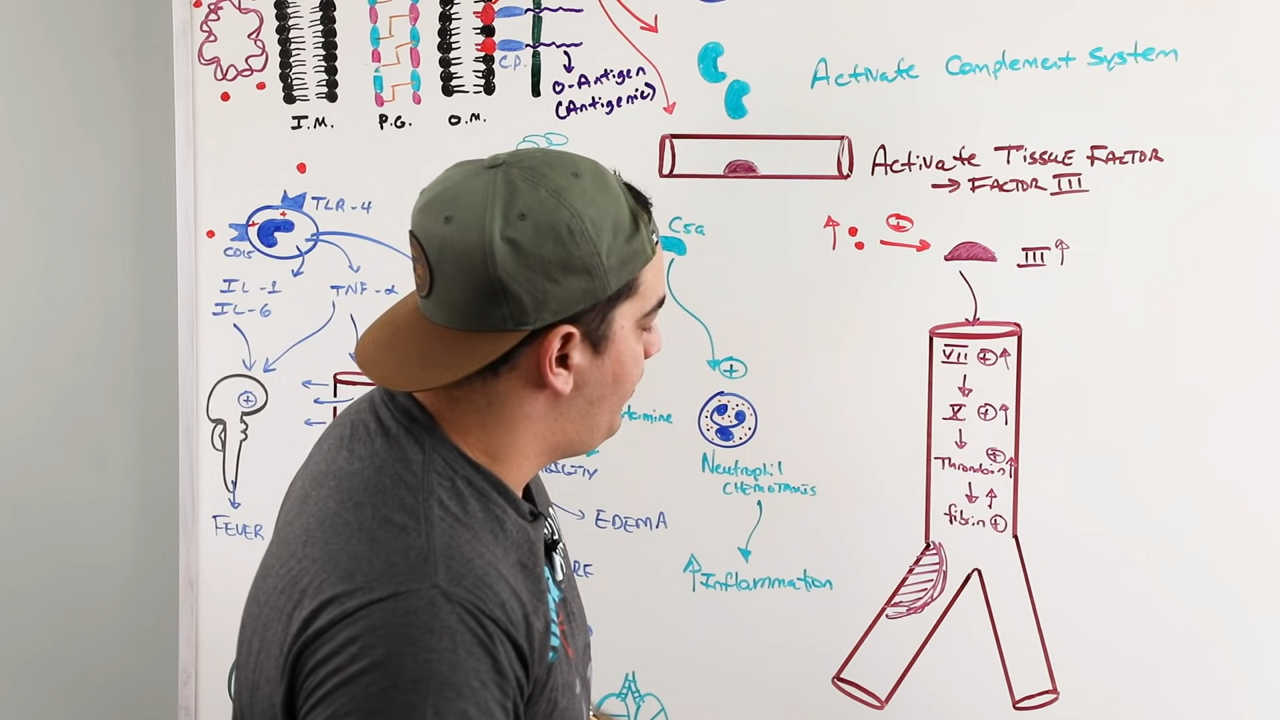 Activate Complement System
C.P.
O-Antigen
(Antigenic)
I.M.
P.G.
O.M.
Activate Tissue Factor
→ Factor III
TLR-4
C5a
III↑
IL-1
IL-6
TNF-α
VII + ↑
X + ↑
Thrombin + ↑
fibrin + ↑
Neutrophil
Chemotaxis
EDEMA
FEVER
↑Inflammation